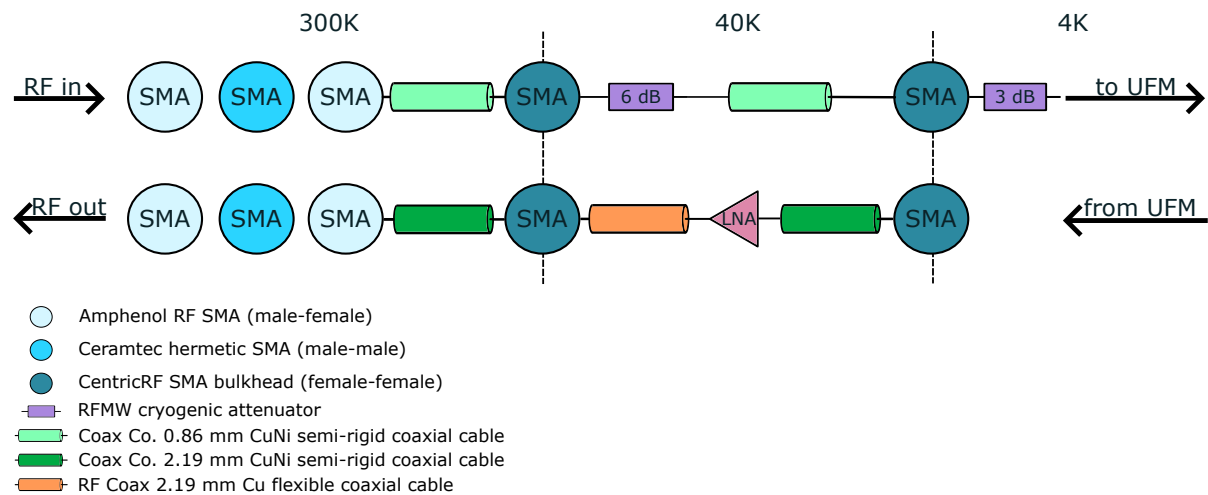 300K 40K 4K
RF in SMA SMA SMA SMA 6 dB SMA 3 dB to UFM
RF out SMA SMA SMA SMA LNA SMA from UFM
Amphenol RF SMA (male-female)
Ceramtec hermetic SMA (male-male)
CentricRF SMA bulkhead (female-female)
RFMW cryogenic attenuator
Coax Co. 0.86 mm CuNi semi-rigid coaxial cable
Coax Co. 2.19 mm CuNi semi-rigid coaxial cable
RF Coax 2.19 mm Cu flexible coaxial cable